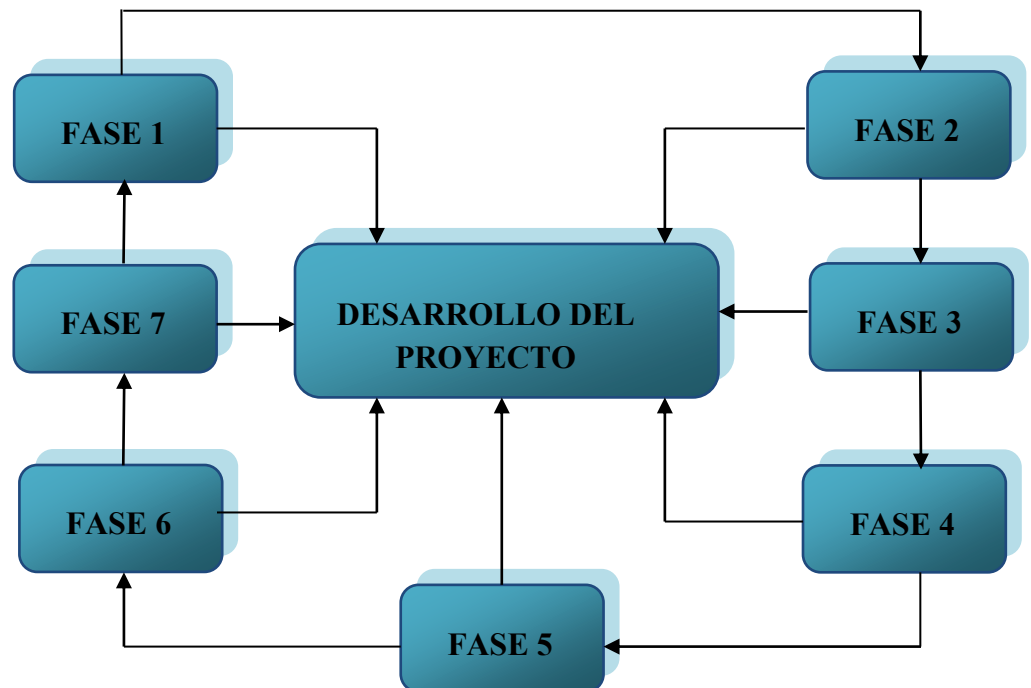 FASE 1
FASE 2
FASE 7
DESARROLLO DEL
PROYECTO
FASE 3
FASE 6
FASE 4
FASE 5